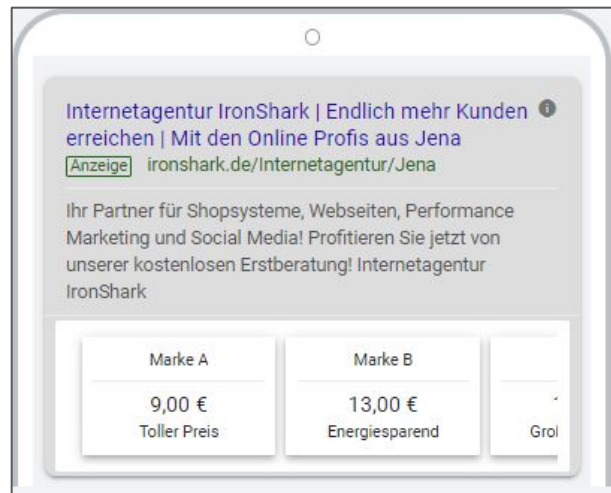 Internetagentur IronShark | Endlich mehr Kunden
erreichen | Mit den Online Profis aus Jena
Anzeige ironshark.de/Internetagentur/Jena
Ihr Partner für Shopsysteme, Webseiten, Performance
Marketing und Social Media! Profitieren Sie jetzt von
unserer kostenlosen Erstberatung! Internetagentur
IronShark
Marke A
Marke B
9,00 €
13,00 €
Toller Preis
Energiesparend